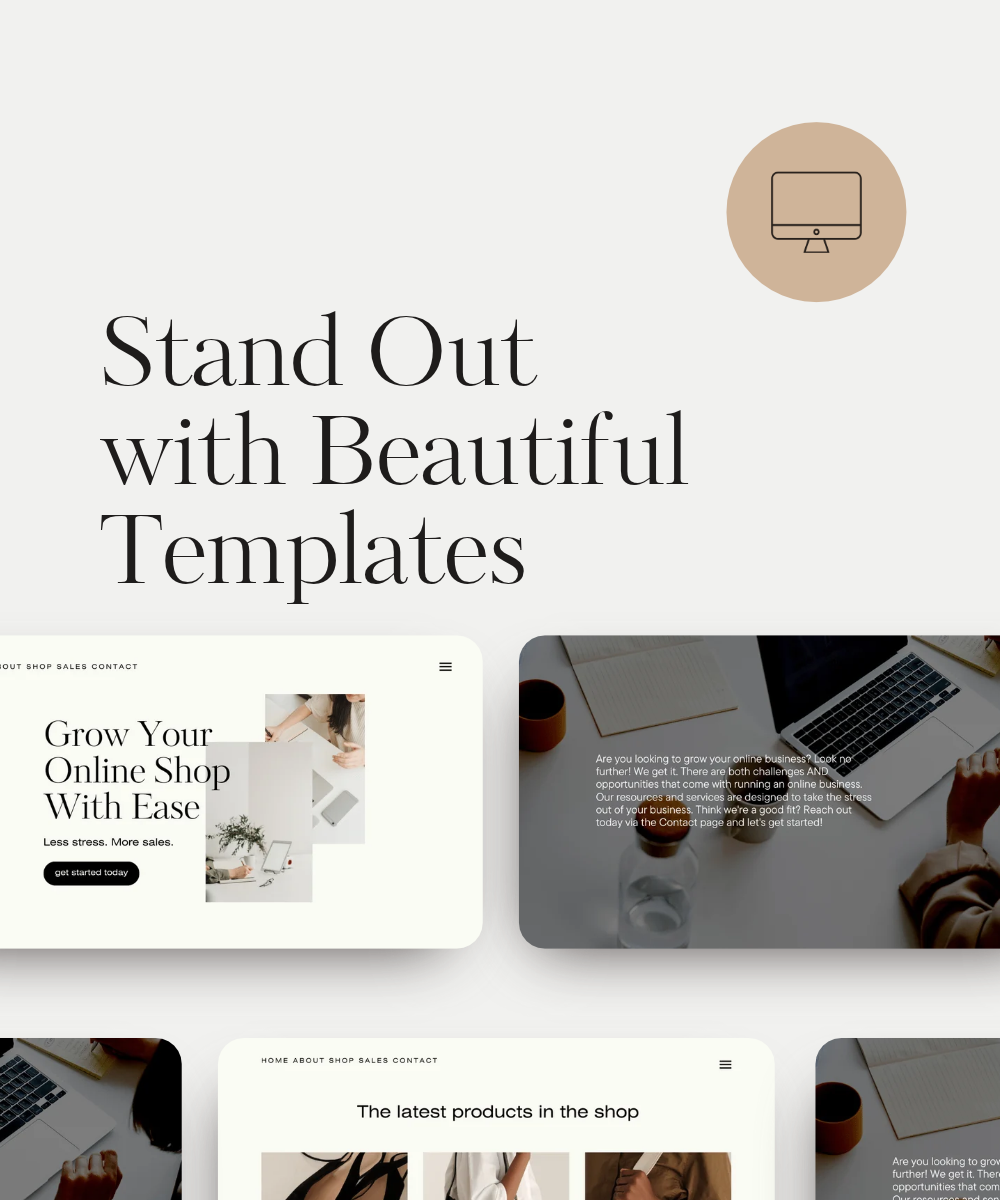 Stand Out
with Beautiful
Templates
SHOP SALES CONTACT
Grow Your
Online Shop
With Ease
Less stress. More sales.
get started today
Are you looking to grow your online business? Look no
further! We get it. There are both challenges AND
opportunities that come with running an online business.
Our resources and services are designed to take the stress
out of your business. Think we're a good fit? Reach out
today via the Contact page and let's get started!
HOME ABOUT SHOP SALES CONTACT
The latest products in the shop
Are you looking to
further! We get it.
opportunities that